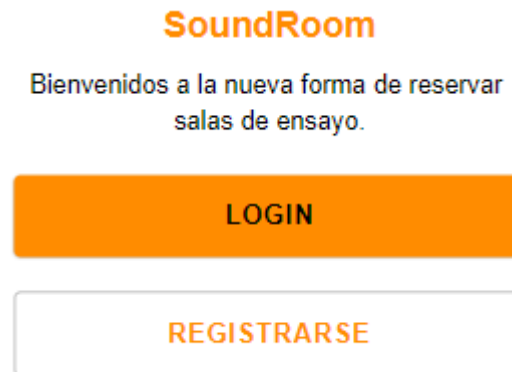 SoundRoom
Bienvenidos a la nueva forma de reservar
salas de ensayo.
LOGIN
REGISTRARSE